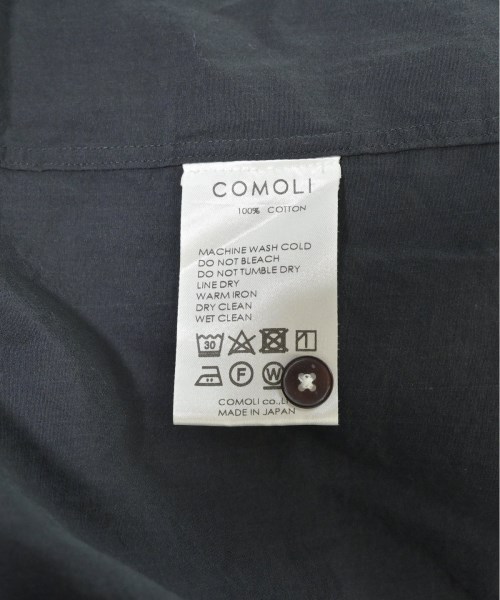 COMOLI
100% COTTON
MACHINE WASH COLD
DO NOT BLEACH
DO NOT TUMBLE DRY
LINE DRY
WARM IRON
DRY CLEAN
WET CLEAN
30
F W
COMOLI co.,
MADE IN JAPAN